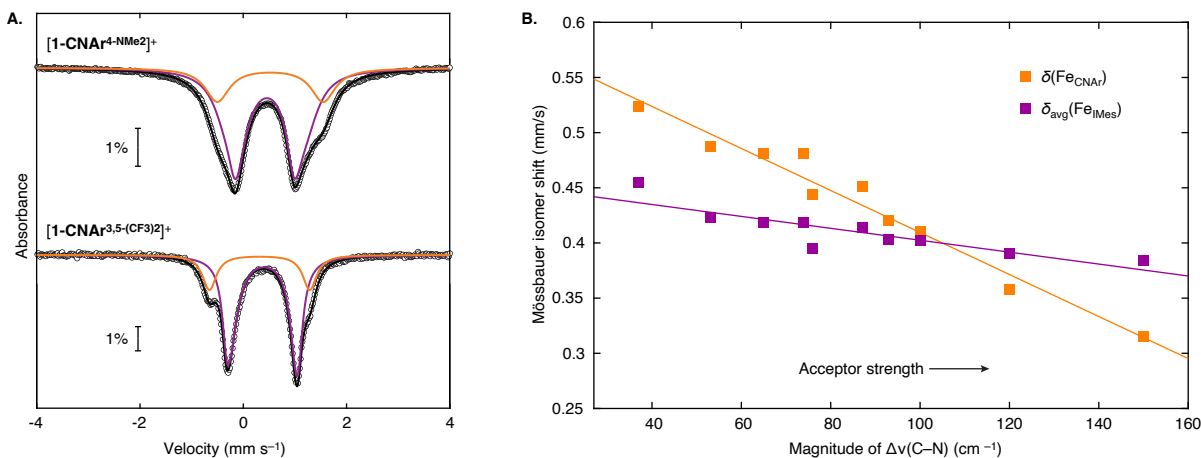 A.
[1-CNAr4-NMe2]+
1%
[1-CNAr3,5-(CF3)2]+
1%
Absorbance
-4 -2 0 2 4
Velocity (mm s–1)
B.
0.6
0.55
0.5
0.45
0.4
0.35
0.3
0.25
Mössbauer isomer shift (mm/s)
δ(FeCNAr)
δavg(FeIMes)
Acceptor strength
40 60 80 100 120 140 160
Magnitude of Δν(C–N) (cm –1)